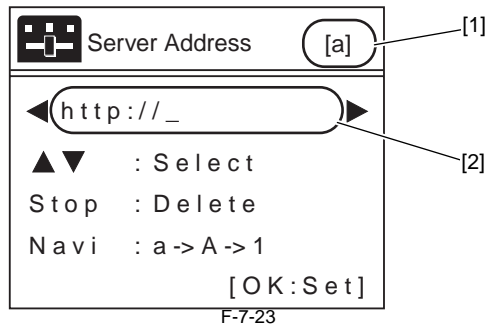 Server Address [a] [1]
◀ http://_ ▶
[2]
▲▼ : Select
Stop : Delete
Navi : a->A->1
[OK:Set]
F-7-23